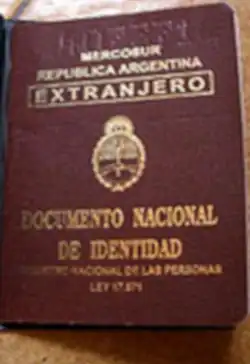 MERCOSUR
REPUBLICA ARGENTINA
EXTRANJERO
DOCUMENTO NACIONAL
DE IDENTIDAD
REGISTRO NACIONAL DE LAS PERSONAS
LEY 17.671